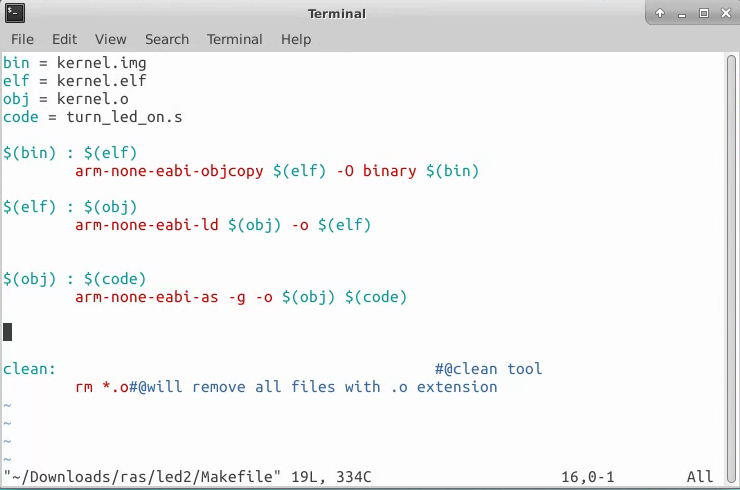 Terminal
File Edit View Search Terminal Help
bin = kernel.img
elf = kernel.elf
obj = kernel.o
code = turn_led_on.s
$(bin) : $(elf)
arm-none-eabi-objcopy $(elf) -O binary $(bin)
$(elf) : $(obj)
arm-none-eabi-ld $(obj) -o $(elf)
$(obj) : $(code)
arm-none-eabi-as -g -o $(obj) $(code)
clean: #@clean tool
rm *.o#@will remove all files with .o extension
~
~
~
~
"~/Downloads/ras/led2/Makefile" 19L, 334C 16,0-1 All